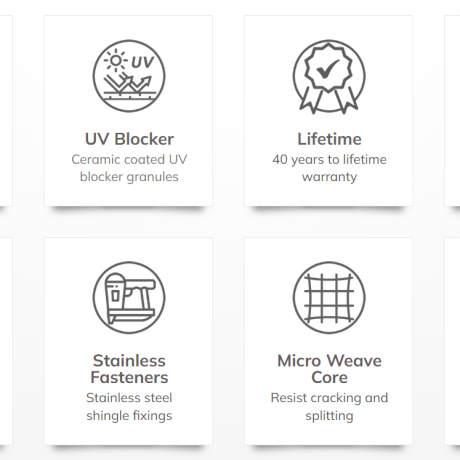 UV
UV Blocker
Ceramic coated UV
blocker granules
Lifetime
40 years to lifetime
warranty
Stainless
Fasteners
Stainless steel
shingle fixings
Micro Weave
Core
Resist cracking and
splitting